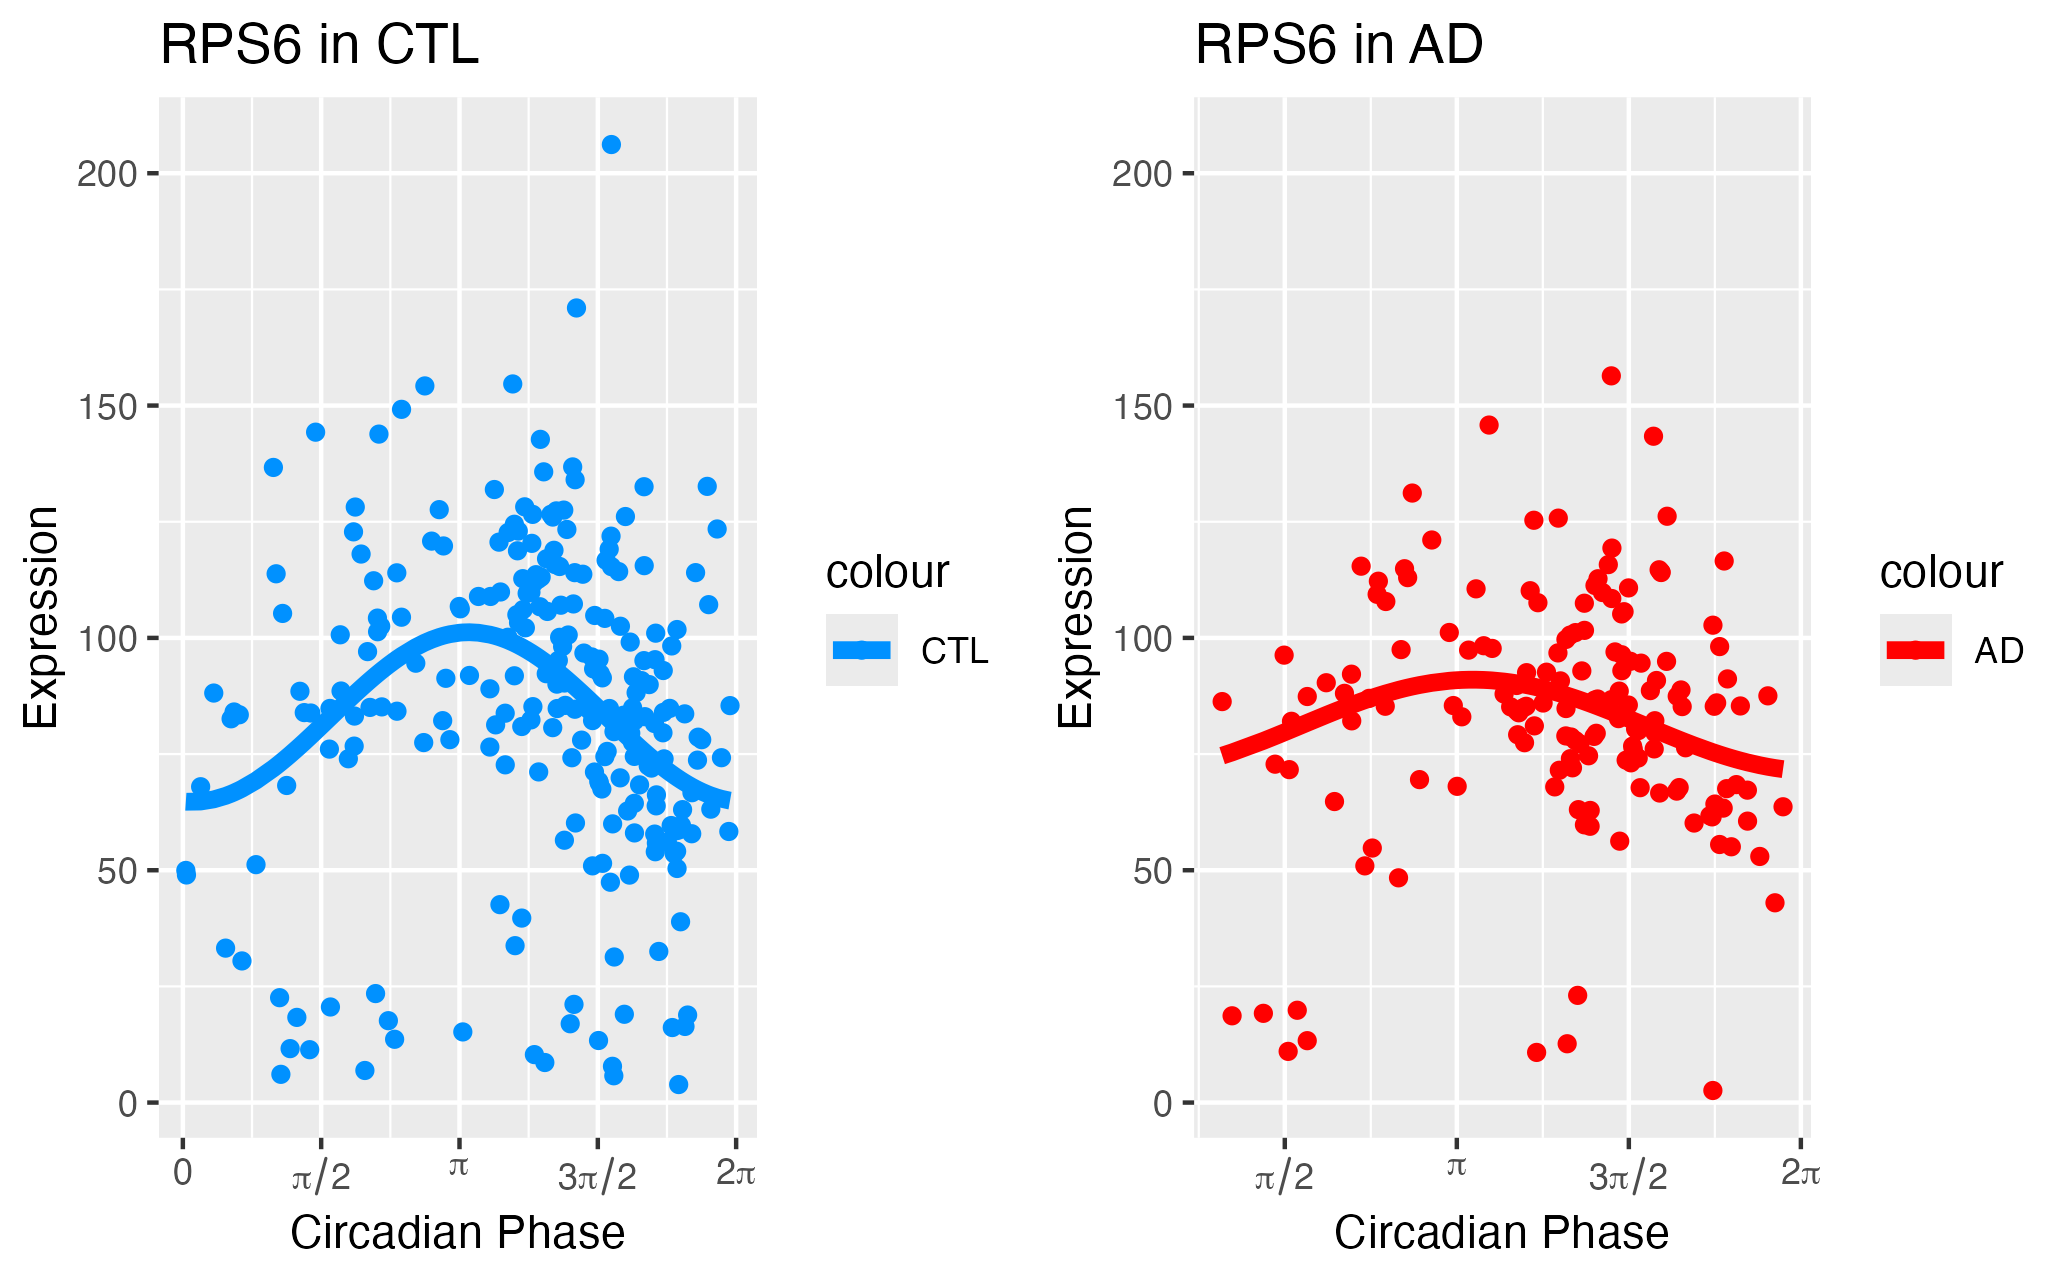 RPS6 in CTL
Expression
200
150
100
50
0
0
π/2
π
3π/2
2π
Circadian Phase
colour
CTL
RPS6 in AD
Expression
200
150
100
50
0
π/2
π
3π/2
2π
Circadian Phase
colour
AD